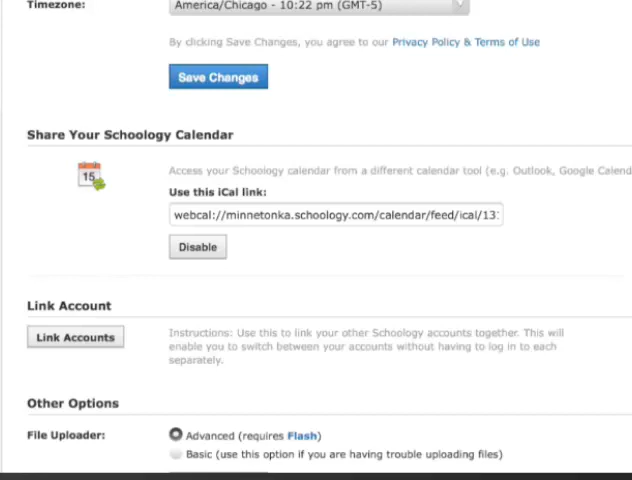 Timezone: America/Chicago - 10:22 pm (GMT-5)
By clicking Save Changes, you agree to our Privacy Policy & Terms of Use
Save Changes
Share Your Schoology Calendar
15
Access your Schoology calendar from a different calendar tool (e.g. Outlook, Google Calend
Use this iCal link:
webcal://minnetonka.schoology.com/calendar/feed/ical/13
Disable
Link Account
Link Accounts
Instructions: Use this to link your other Schoology accounts together. This will
enable you to switch between your accounts without having to log in to each
separately.
Other Options
File Uploader: Advanced (requires Flash)
Basic (use this option if you are having trouble uploading files)